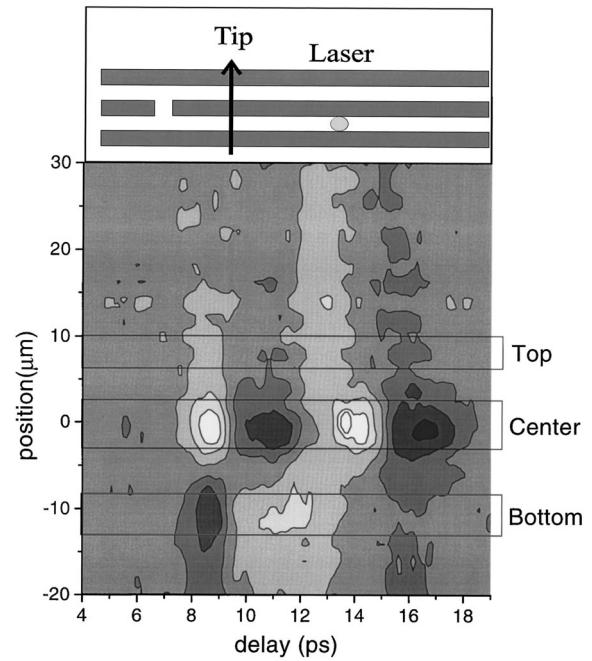 Tip
Laser
30
20
10
0
-10
-20
position(μm)
Top
Center
Bottom
4 6 8 10 12 14 16 18
delay (ps)